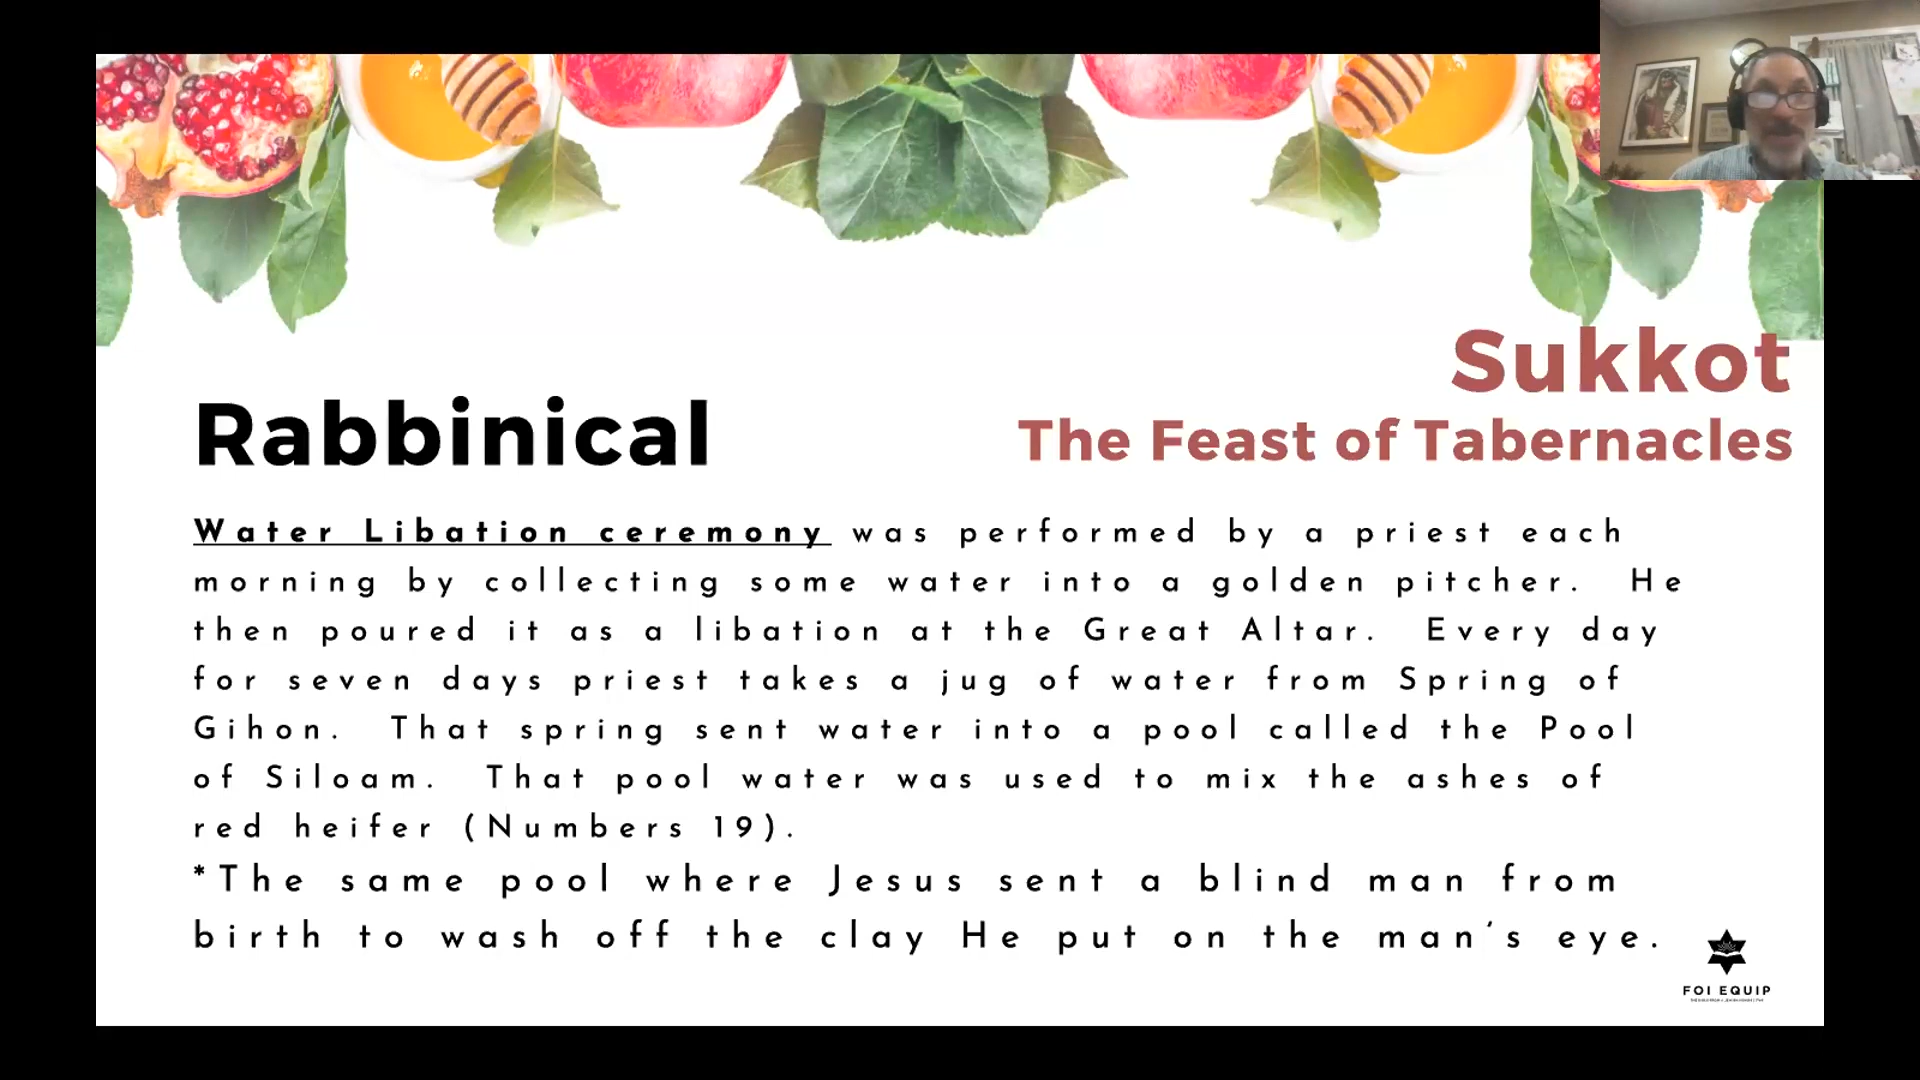 Sukkot
The Feast of Tabernacles
Rabbinical
Water Libation ceremony was performed by a priest each
morning by collecting some water into a golden pitcher. He
then poured it as a libation at the Great Altar. Every day
for seven days priest takes a jug of water from Spring of
Gihon. That spring sent water into a pool called the Pool
of Siloam. That pool water was used to mix the ashes of
red heifer (Numbers 19).
*The same pool where Jesus sent a blind man from
birth to wash off the clay He put on the man's eye.
FOI EQUIP